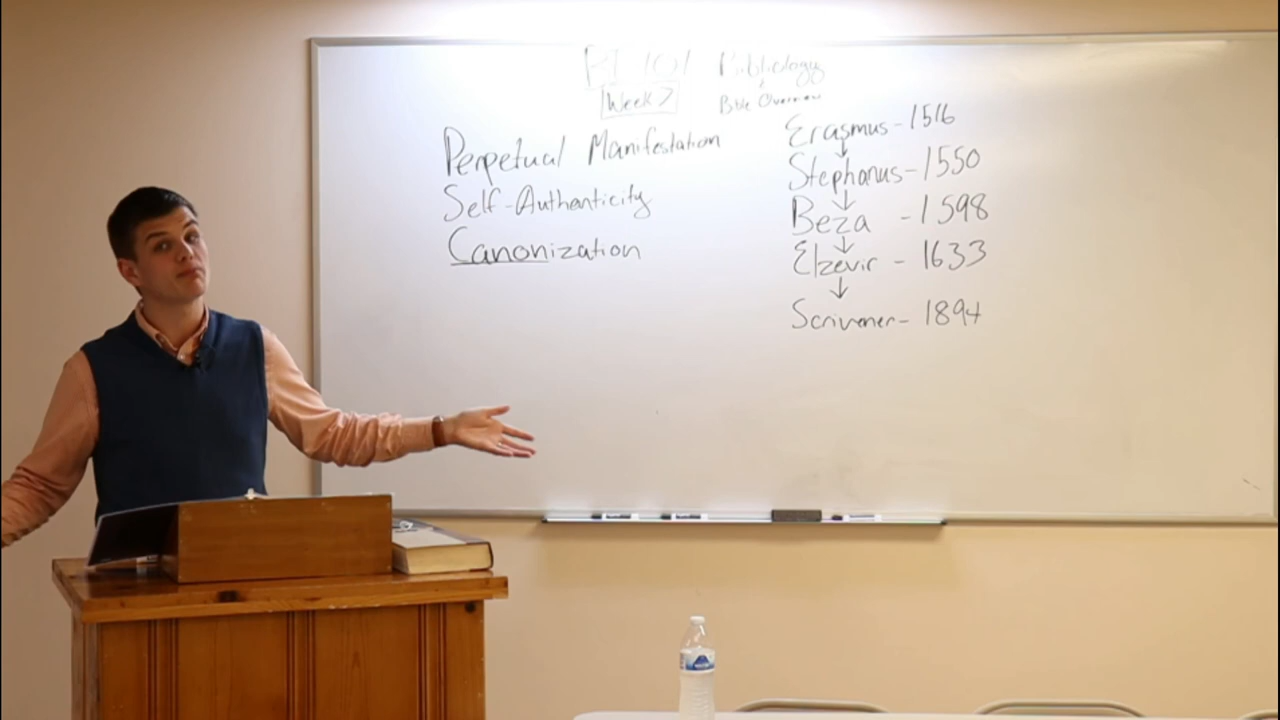 BI 101 Bibliology
Week 7 & Bible Overview
Perpetual Manifestation
Self-Authenticity
Canonization
Erasmus - 1516
↓
Stephanus - 1550
↓
Beza - 1598
↓
Elzevir - 1633
↓
Scrivener - 1894